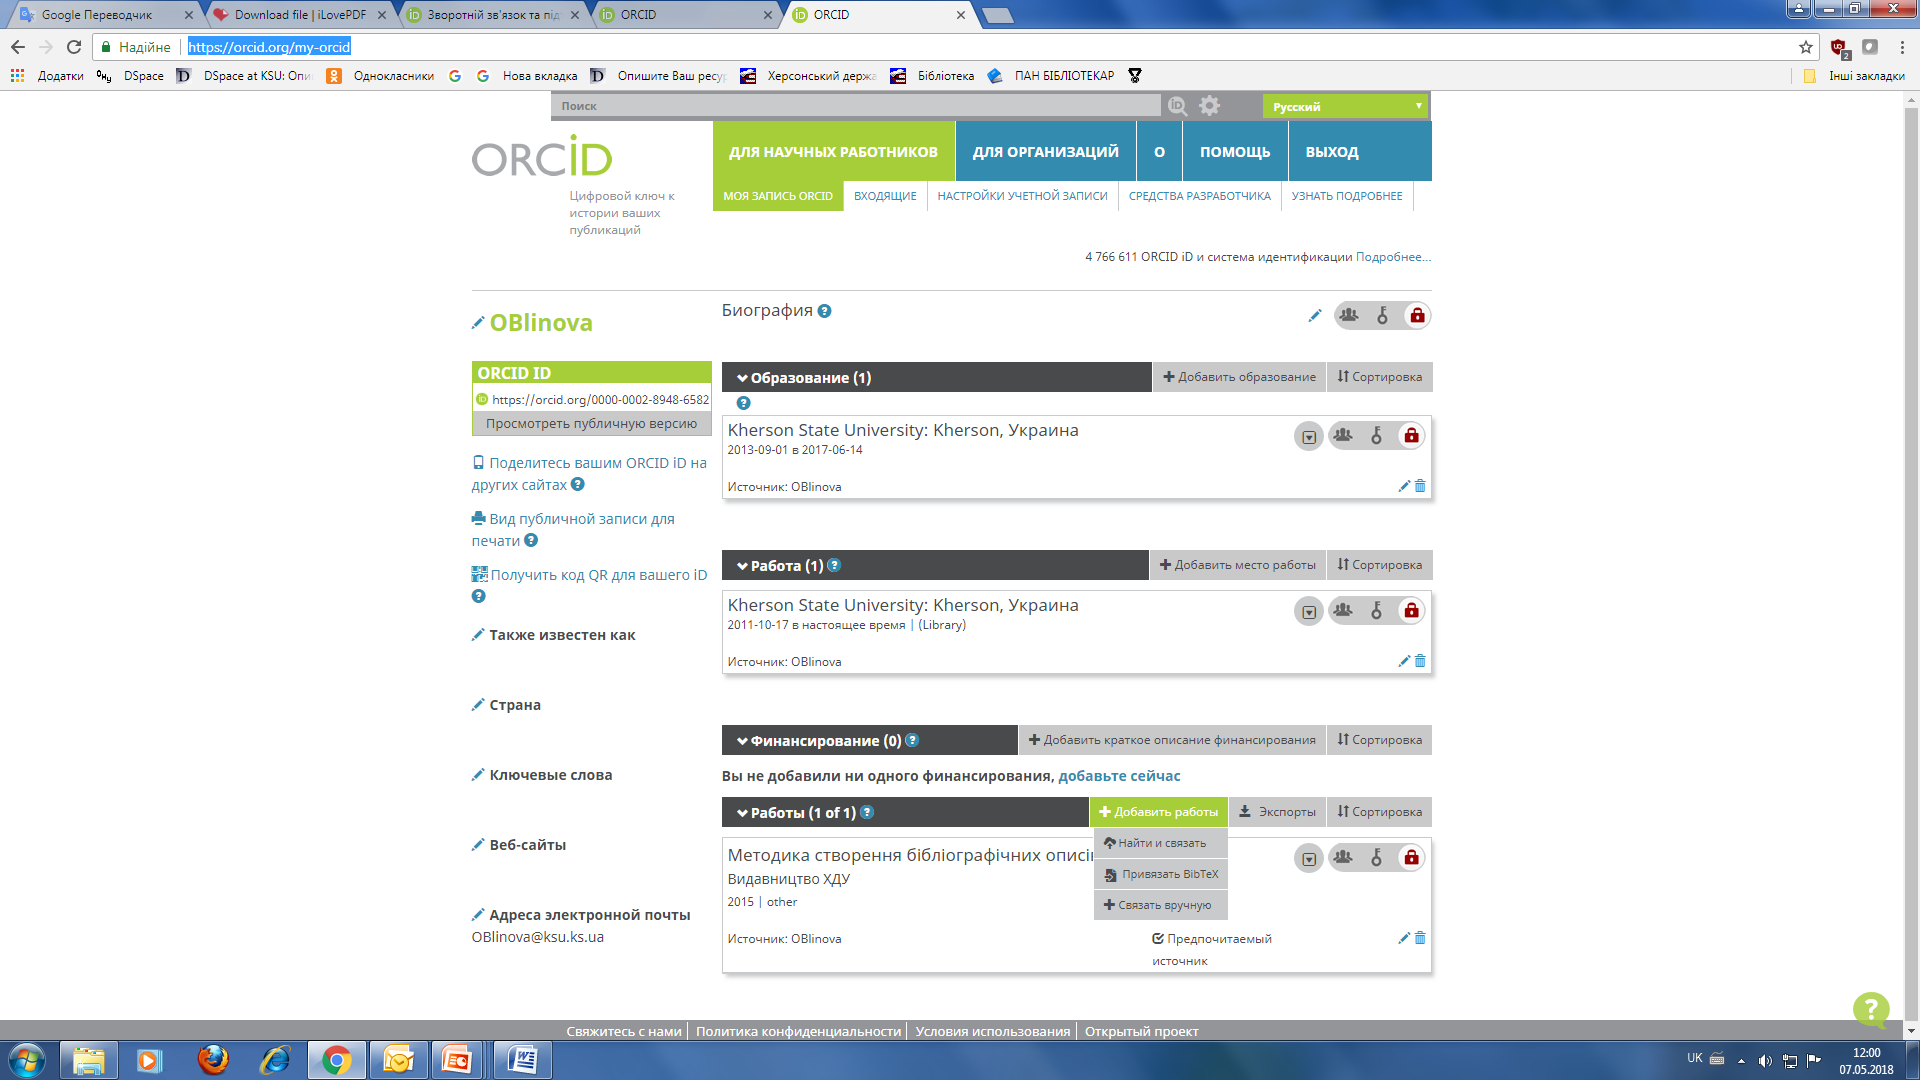 Google Переводчик
Download file | iLovePDF
Зворотній зв'язок та під
ORCID
ORCID
Надійне
https://orcid.org/my-orcid
Додатки
DSpace
DSpace at KSU: Опи
Однокласники
Нова вкладка
Опишите Ваш ресур
Херсонський держа
Бібліотека
ПАН БІБЛІОТЕКАР
Інші закладки
Поиск
Русский
ORCID
Цифровой ключ к
истории ваших
публикаций
ДЛЯ НАУЧНЫХ РАБОТНИКОВ
ДЛЯ ОРГАНИЗАЦИЙ
О
ПОМОЩЬ
ВЫХОД
МОЯ ЗАПИСЬ ORCID
ВХОДЯЩИЕ
НАСТРОЙКИ УЧЕТНОЙ ЗАПИСИ
СРЕДСТВА РАЗРАБОТЧИКА
УЗНАТЬ ПОДРОБНЕЕ
4 766 611 ORCID iD и система идентификации Подробнее...
OBlinova
ORCID ID
https://orcid.org/0000-0002-8948-6582
Просмотреть публичную версию
Поделитесь вашим ORCID iD на
других сайтах
Вид публичной записи для
печати
Получить код QR для вашего iD
Также известен как
Страна
Ключевые слова
Веб-сайты
Адреса электронной почты
OBlinova@ksu.ks.ua
Биография
Образование (1)
Добавить образование
Сортировка
Kherson State University: Kherson, Украина
2013-09-01 в 2017-06-14
Источник: OBlinova
Работа (1)
Добавить место работы
Сортировка
Kherson State University: Kherson, Украина
2011-10-17 в настоящее время | (Library)
Источник: OBlinova
Финансирование (0)
Добавить краткое описание финансирования
Сортировка
Вы не добавили ни одного финансирования, добавьте сейчас
Работы (1 of 1)
Добавить работы
Экспорты
Сортировка
Найти и связать
Привязать BibTeX
Связать вручную
Методика створення бібліографічних описі
Видавництво ХДУ
2015 | other
Источник: OBlinova
Предпочитаемый
источник
Свяжитесь с нами
Политика конфиденциальности
Условия использования
Открытый проект
UK
12:00
07.05.2018